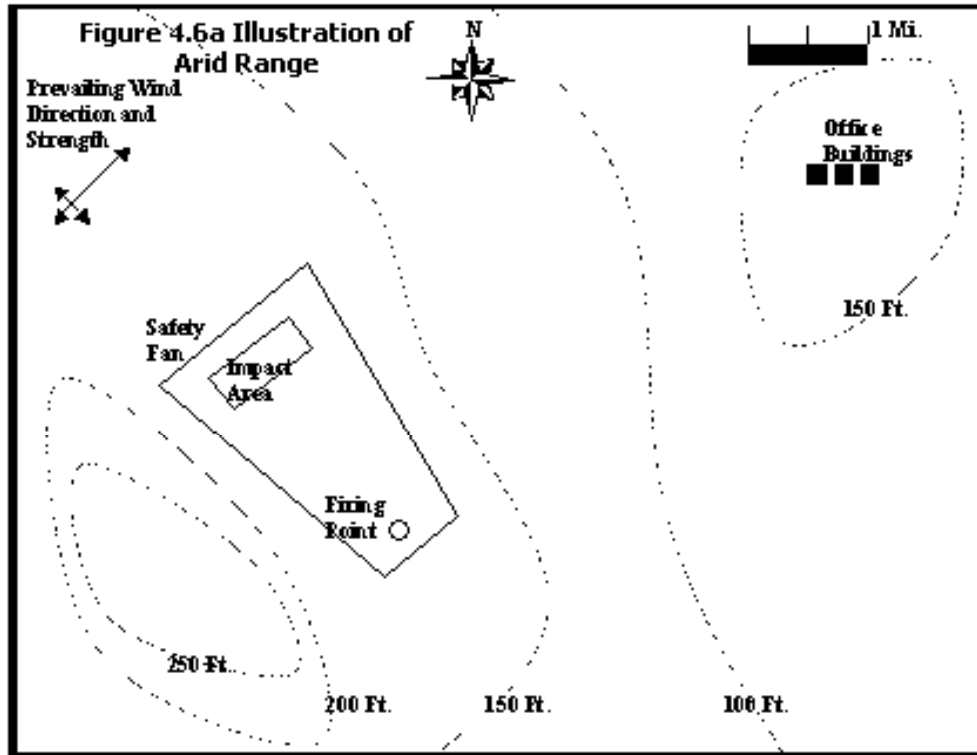 Figure 4.6a Illustration of
Arid Range
N
1 Mi.
Prevailing Wind
Direction and
Strength
Office
Buildings
150 Ft.
Safety
Fan
Impact
Area
Firing
Point
250 Ft.
200 Ft.
150 Ft.
100 Ft.